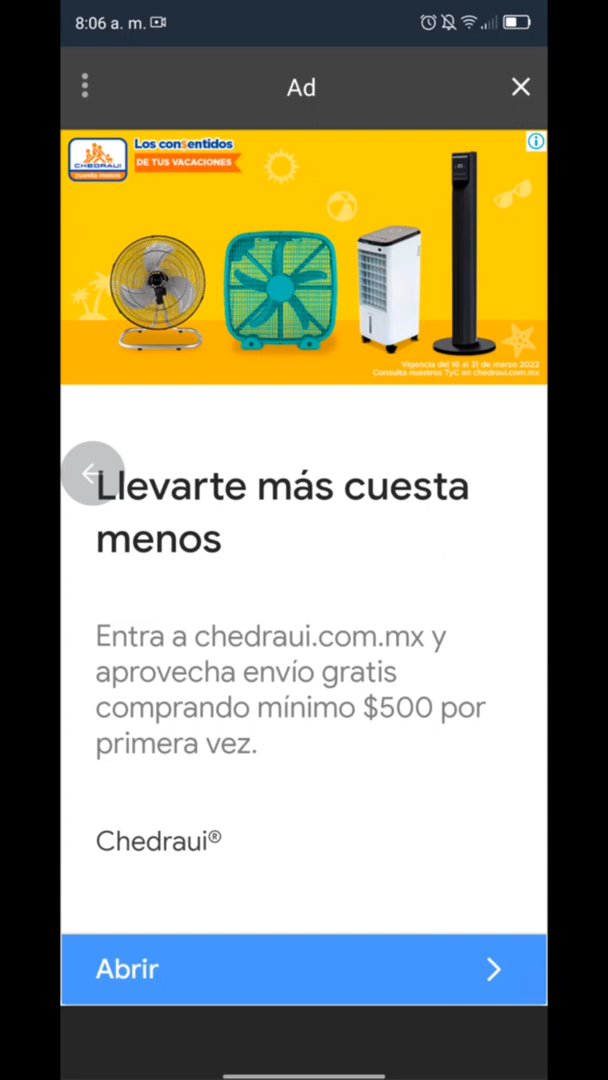 8:06 a. m.
Ad
CHEDRAUI
cuesta menos
Los con$entidos
DE TUS VACACIONES
Vigencia del 16 al 31 de marzo 2022
Consulta nuestros TyC en chedraui.com.mx
Llevarte más cuesta
menos
Entra a chedraui.com.mx y
aprovecha envío gratis
comprando mínimo $500 por
primera vez.
Chedraui®
Abrir